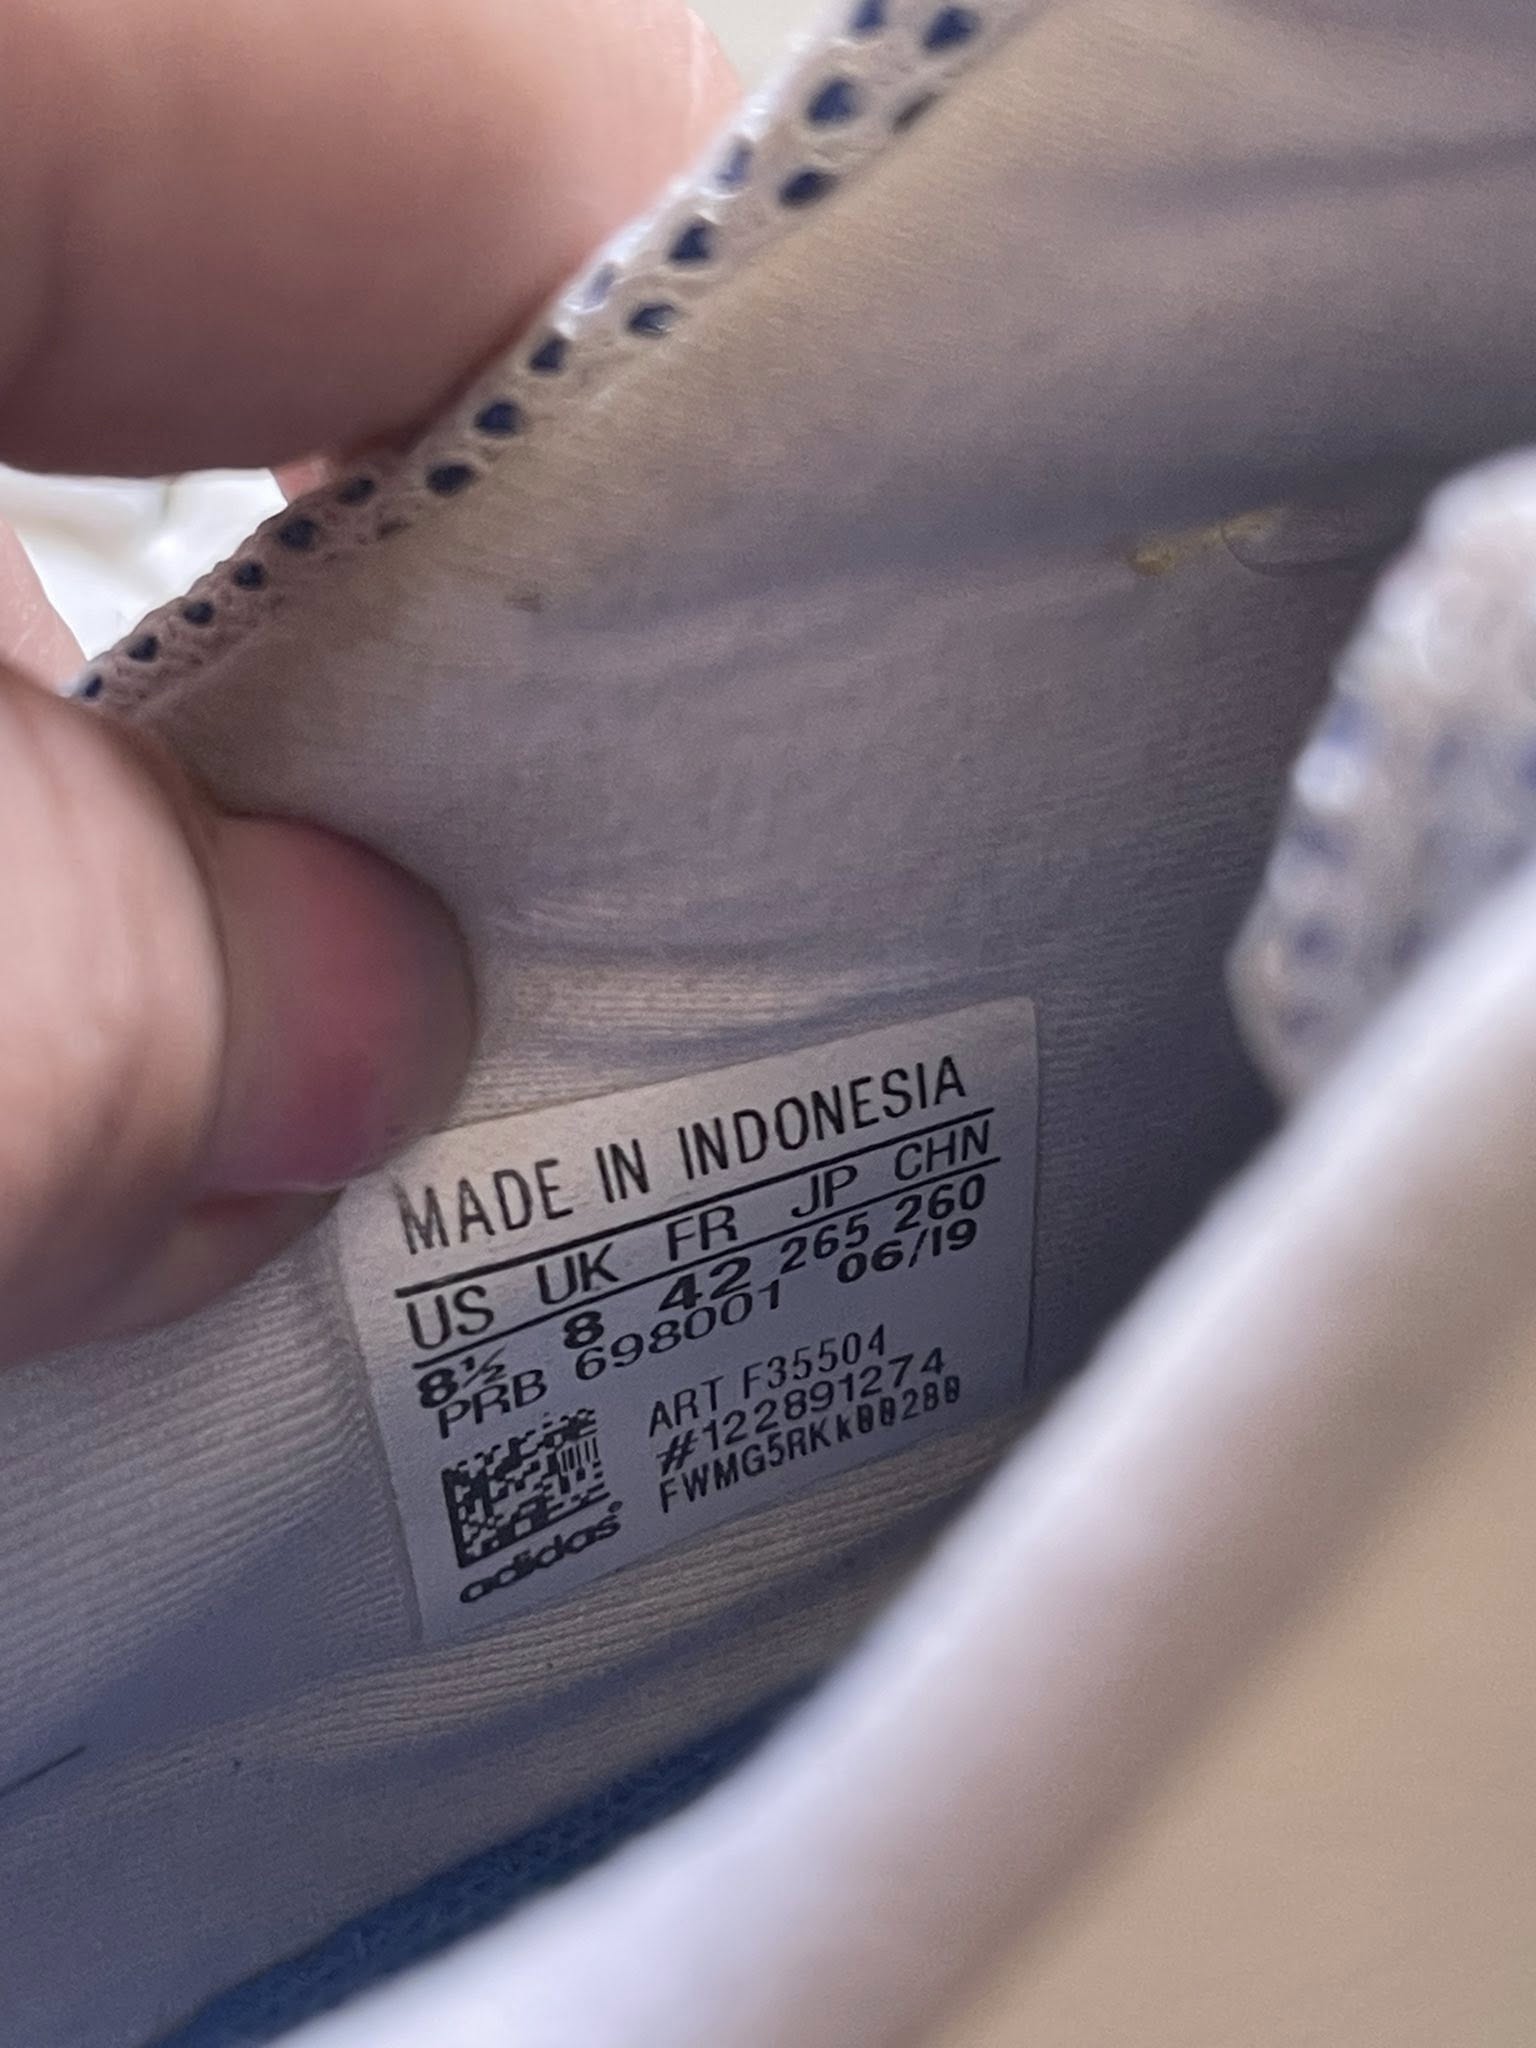 MADE IN INDONESIA
US UK FR JP CHN
8½ 8 42 265 260
PRB 698001 06/19
ART F35504
#122891274
FWMG5RKk00280
adidas®